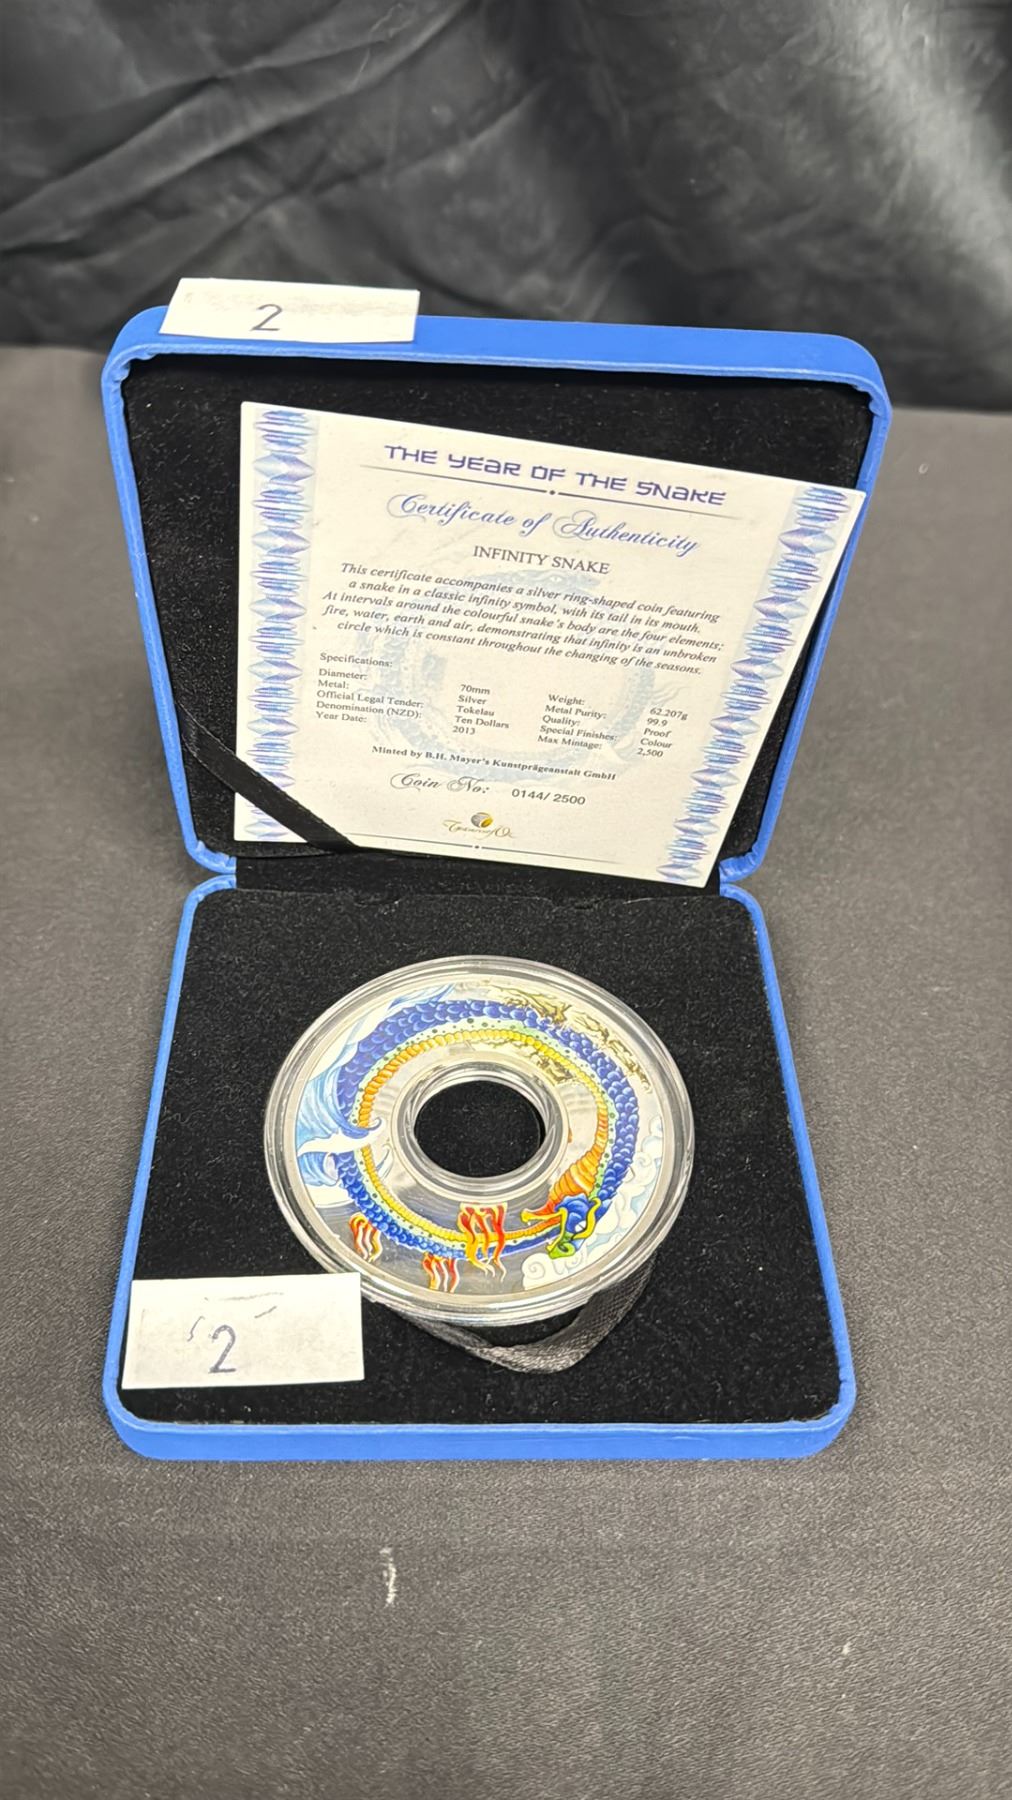 2
THE YEAR OF THE SNAKE
Certificate of Authenticity
INFINITY SNAKE
This certificate accompanies a silver ring-shaped coin featuring
a snake in a classic infinity symbol, with its tail in its mouth.
At intervals around the colourful snake's body are the four elements;
fire, water, earth and air, demonstrating that infinity is an unbroken
circle which is constant throughout the changing of the seasons.
Specifications:
Diameter: 70mm Weight: 62.207g
Metal: Silver Metal Purity: 99.9
Official Legal Tender: Tokelau Quality: Proof
Denomination (NZD): Ten Dollars Special Finishes: Colour
Year Date: 2013 Max Mintage: 2,500
Minted by B.H. Mayer's Kunstprägeanstalt GmbH
Coin No: 0144/ 2500
2